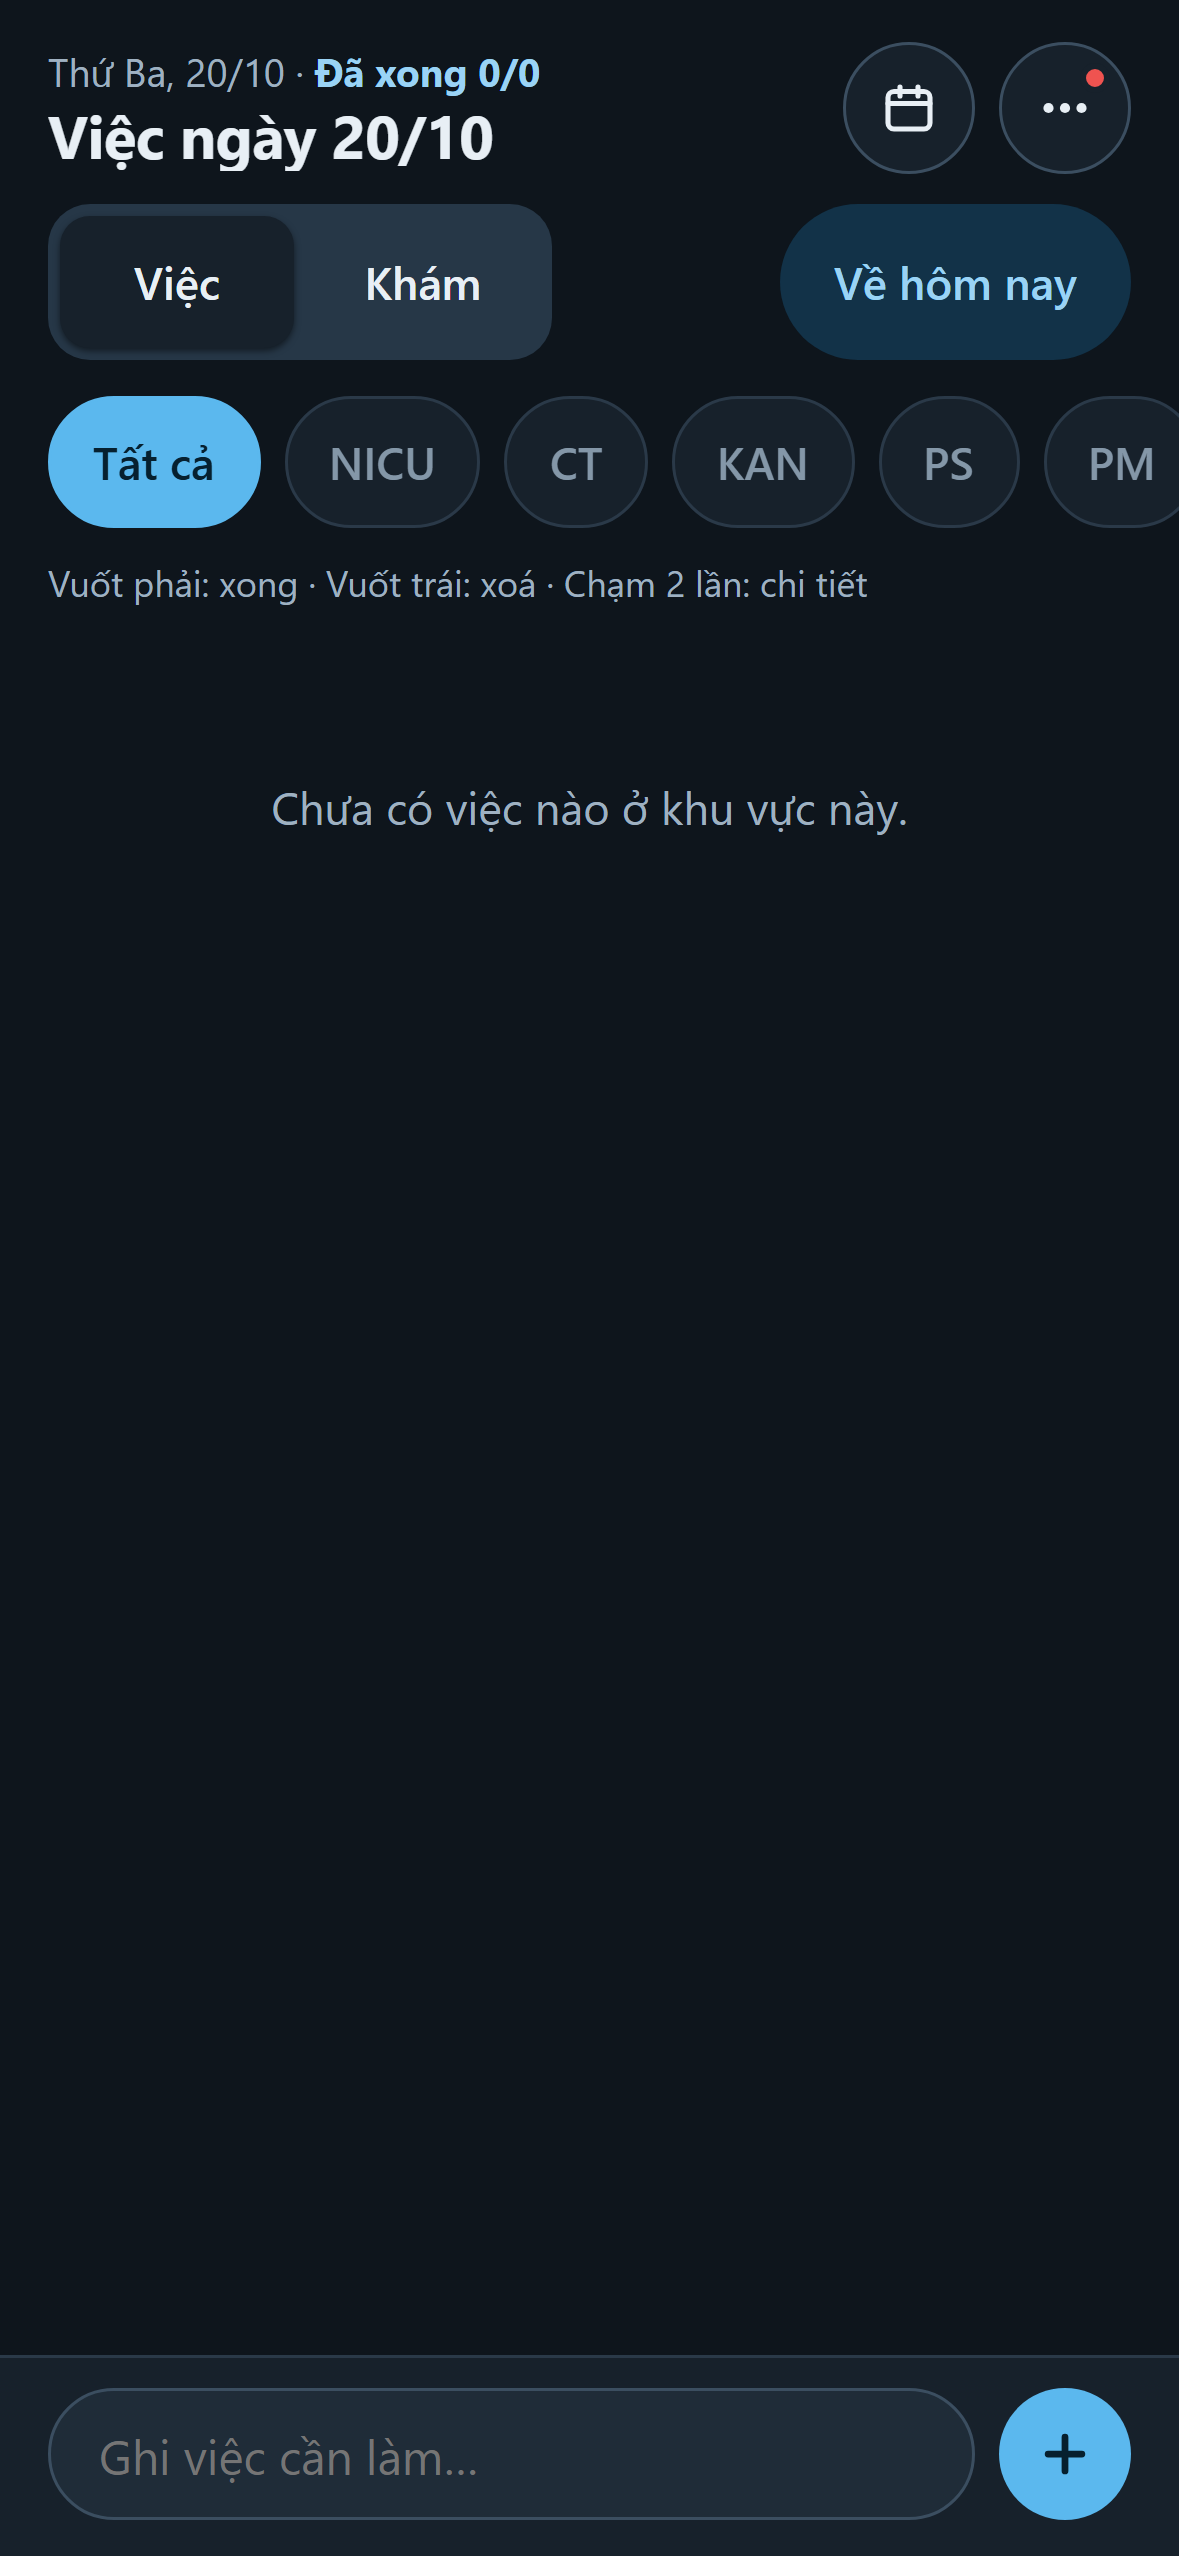 Thứ Ba, 20/10 · Đã xong 0/0
Việc ngày 20/10
Việc
Khám
Về hôm nay
Tất cả
NICU
CT
KAN
PS
PM
Vuốt phải: xong · Vuốt trái: xoá · Chạm 2 lần: chi tiết
Chưa có việc nào ở khu vực này.
Ghi việc cần làm...